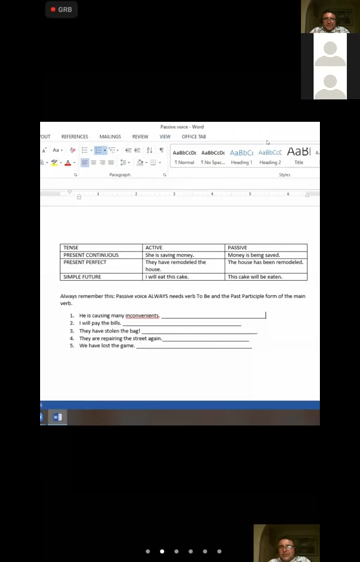 GRB
Passive voice - Word
OUT REFERENCES MAILINGS REVIEW VIEW OFFICE TAB
AaBbCcDc AaBbCcDc AaBbCc AaBbCcC AaBl
¶ Normal ¶ No Spac... Heading 1 Heading 2 Title
Paragraph Styles
TENSE ACTIVE PASSIVE
PRESENT CONTINUOUS She is saving money. Money is being saved.
PRESENT PERFECT They have remodeled the house. The house has been remodeled.
SIMPLE FUTURE I will eat this cake. This cake will be eaten.
Always remember this: Passive voice ALWAYS needs verb To Be and the Past Participle form of the main
verb.
1. He is causing many inconvenients.
2. I will pay the bills.
3. They have stolen the bag!
4. They are repairing the street again.
5. We have lost the game.